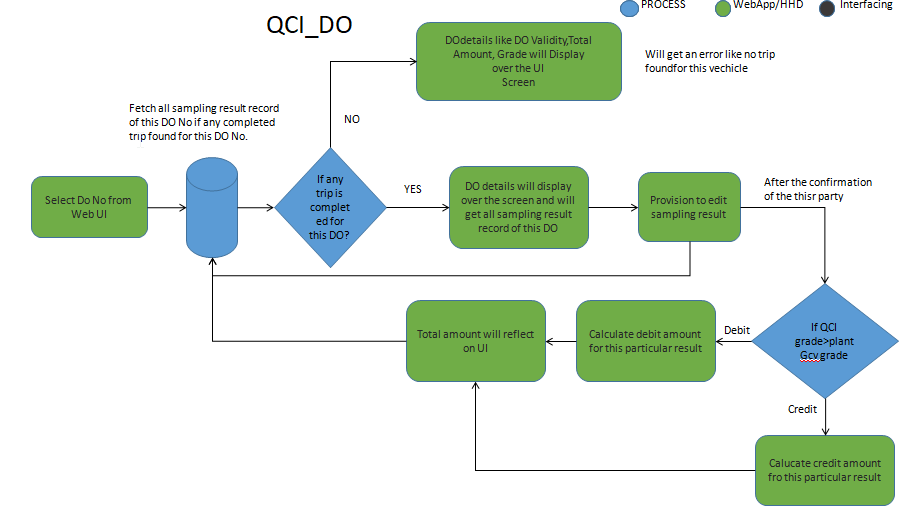 PROCESS
WebApp/HHD
Interfacing
QCI_DO
DOdetails like DO Validity,Total
Amount, Grade will Display
over the UI
Screen
Will get an error like no trip
foundfor this vechicle
Fetch all sampling result record
of this DO No if any completed
trip found for this DO No.
NO
Select Do No from
Web UI
If any
trip is
complet
ed for
this DO?
YES
DO details will display
over the screen and will
get all sampling result
record of this DO
Provision to edit
sampling result
After the confirmation
of the thisr party
Total amount will reflect
on UI
Calculate debit amount
for this particular result
Debit
If QCI
grade>plant
Gcv grade
Credit
Calucate credit amount
fro this particular result